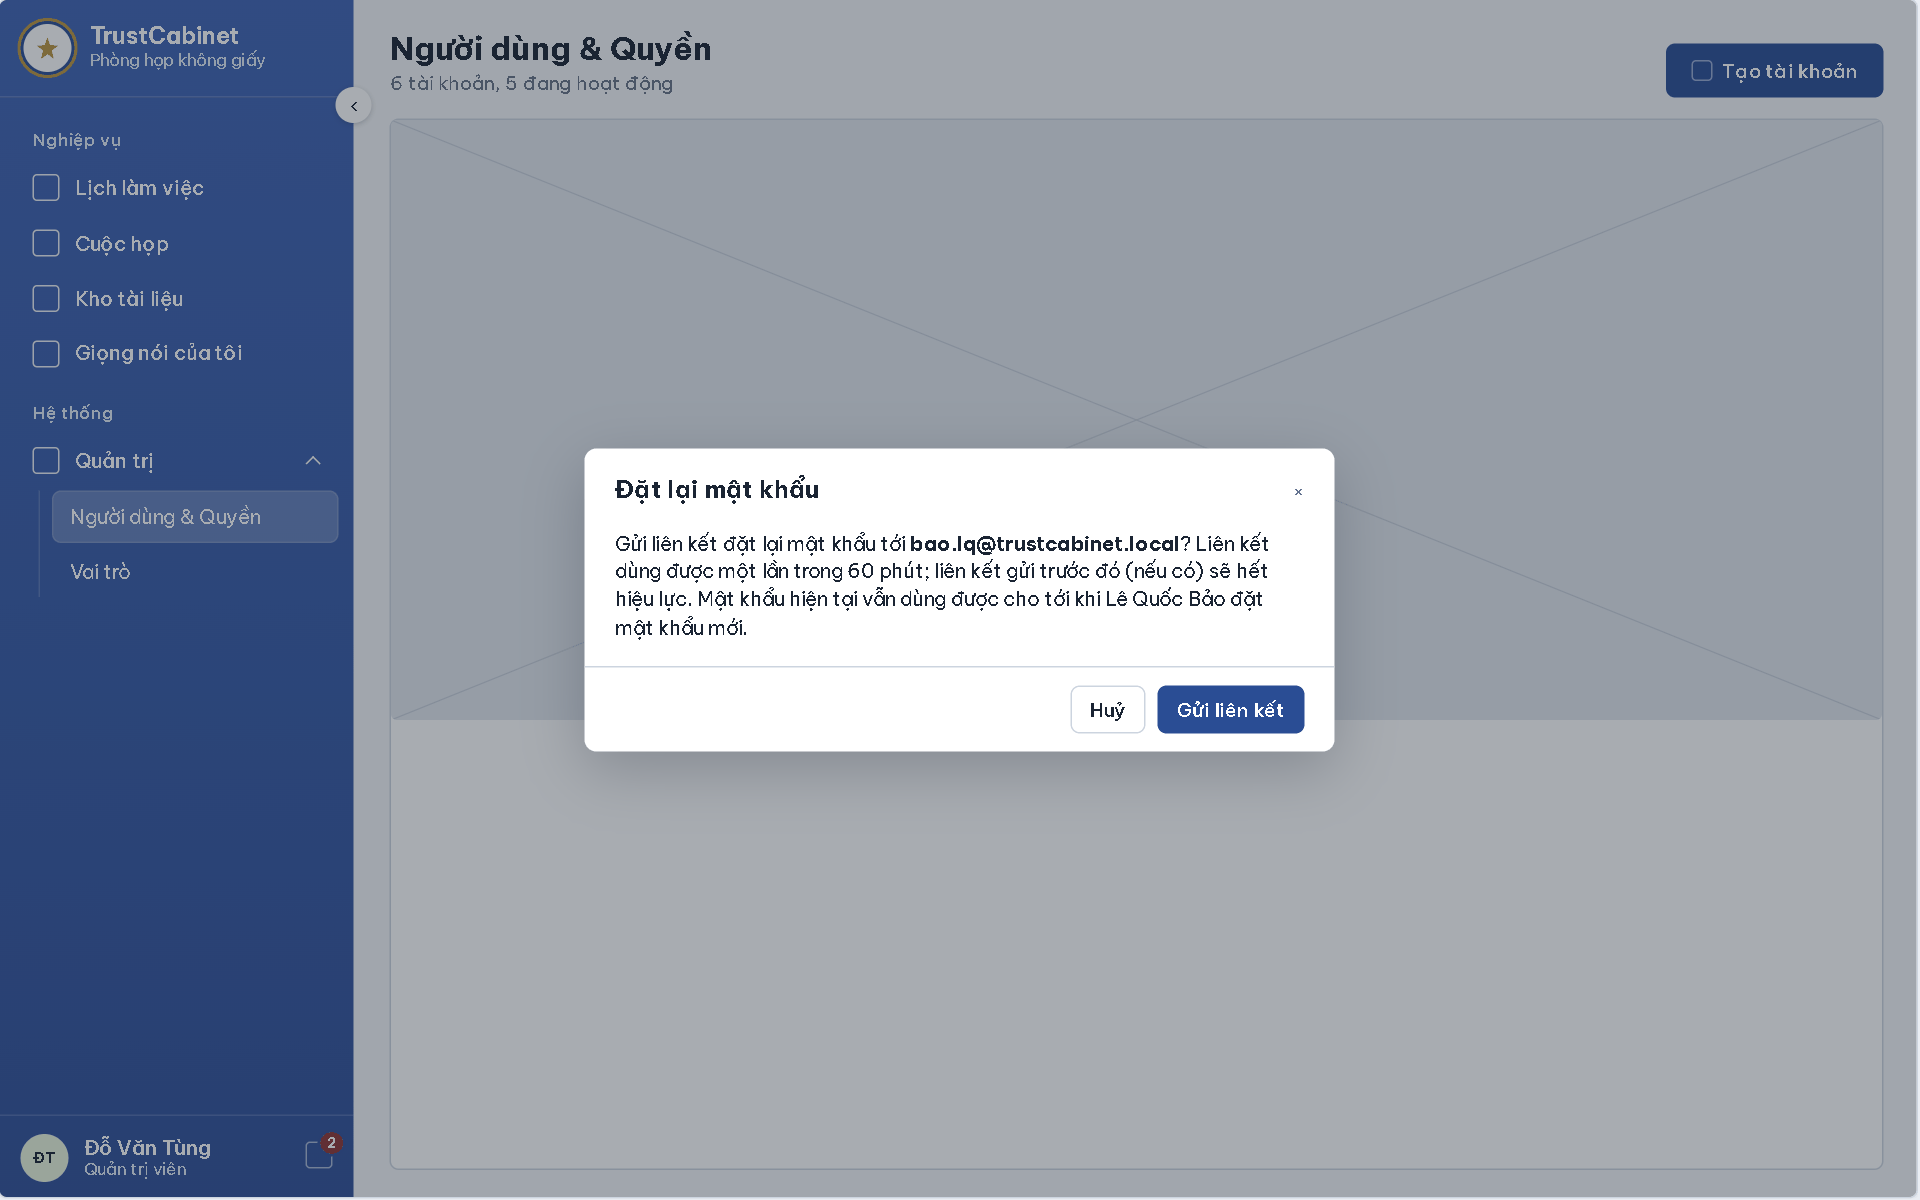 TrustCabinet
Phòng họp không giấy
Nghiệp vụ
Lịch làm việc
Cuộc họp
Kho tài liệu
Giọng nói của tôi
Hệ thống
Quản trị
Người dùng & Quyền
Vai trò
ĐT
Đỗ Văn Tùng
Quản trị viên
2
Người dùng & Quyền
6 tài khoản, 5 đang hoạt động
Tạo tài khoản
Đặt lại mật khẩu
×
Gửi liên kết đặt lại mật khẩu tới bao.lq@trustcabinet.local? Liên kết
dùng được một lần trong 60 phút; liên kết gửi trước đó (nếu có) sẽ hết
hiệu lực. Mật khẩu hiện tại vẫn dùng được cho tới khi Lê Quốc Bảo đặt
mật khẩu mới.
Huỷ
Gửi liên kết